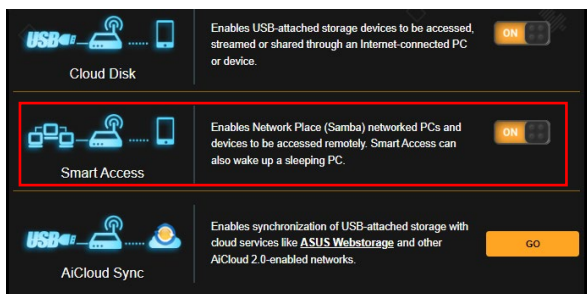 Enables USB-attached storage devices to be accessed,
streamed or shared through an Internet-connected PC
or device.
ON
USB
Cloud Disk
Enables Network Place (Samba) networked PCs and
devices to be accessed remotely. Smart Access can
also wake up a sleeping PC.
ON
Smart Access
Enables synchronization of USB-attached storage with
cloud services like ASUS Webstorage and other
AiCloud 2.0-enabled networks.
GO
USB
AiCloud Sync